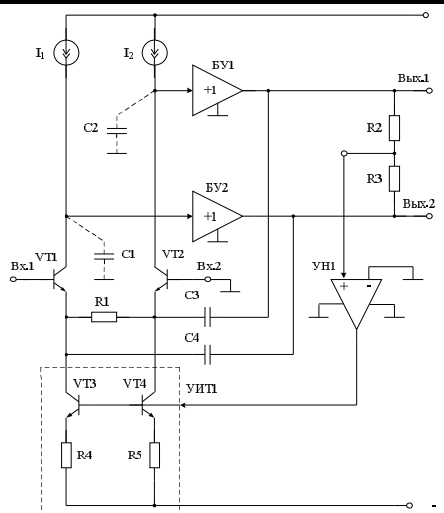 I1
I2
БУ1
+1
Вых.1
C2
R2
БУ2
+1
R3
Вых.2
VT1
C1
VT2
УН1
Вх.1
Вх.2
R1
C3
+ -
C4
VT3
VT4
УИТ1
R4
R5
-